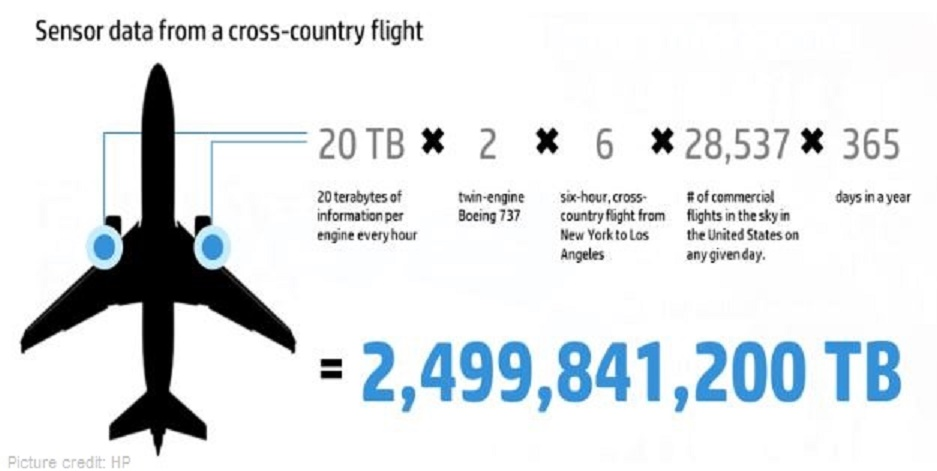 Sensor data from a cross-country flight
20 TB × 2 × 6 × 28,537 × 365
20 terabytes of
information per
engine every hour
twin-engine
Boeing 737
six-hour, cross-
country flight from
New York to Los
Angeles
# of commercial
flights in the sky in
the United States on
any given day.
days in a year
= 2,499,841,200 TB
Picture credit: HP